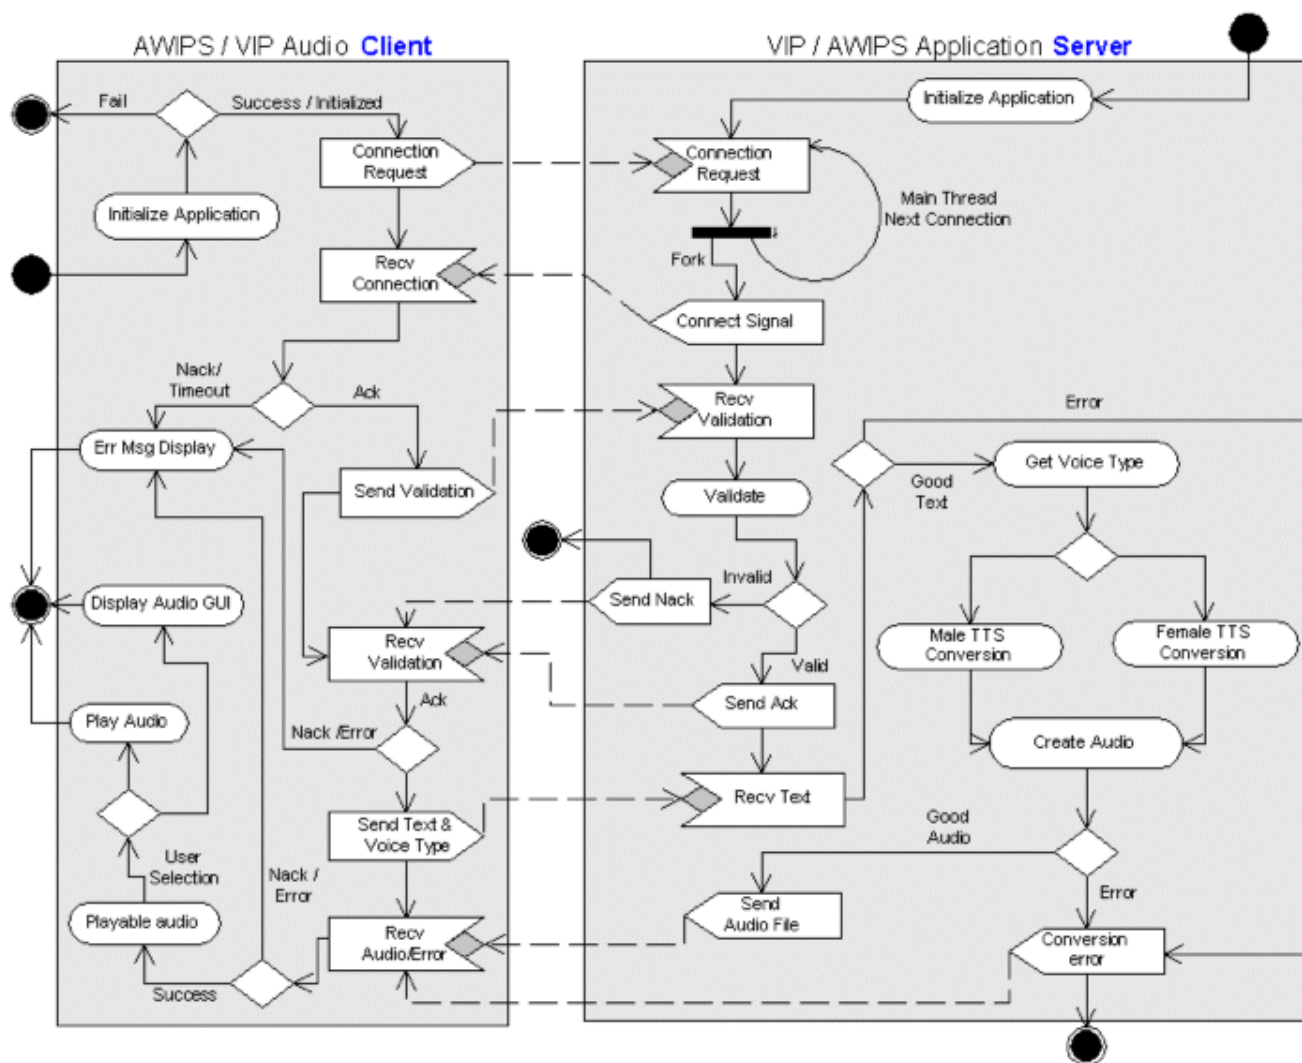 AWIPS / VIP Audio Client
VIP / AWIPS Application Server
Fail
Success / Initialized
Initialize Application
Connection
Request
Connection
Request
Initialize Application
Main Thread
Next Connection
Recv
Connection
Fork
Connect Signal
Nack/
Timeout
Ack
Recv
Validation
Error
Err Msg Display
Send Validation
Validate
Good
Text
Get Voice Type
Invalid
Send Nack
Display Audio GUI
Recv
Validation
Valid
Male TTS
Conversion
Female TTS
Conversion
Ack
Send Ack
Play Audio
Nack /Error
Create Audio
Send Text &
Voice Type
Recv Text
Good
Audio
User
Selection
Nack /
Error
Playable audio
Recv
Audio/Error
Send
Audio File
Error
Conversion
error
Success